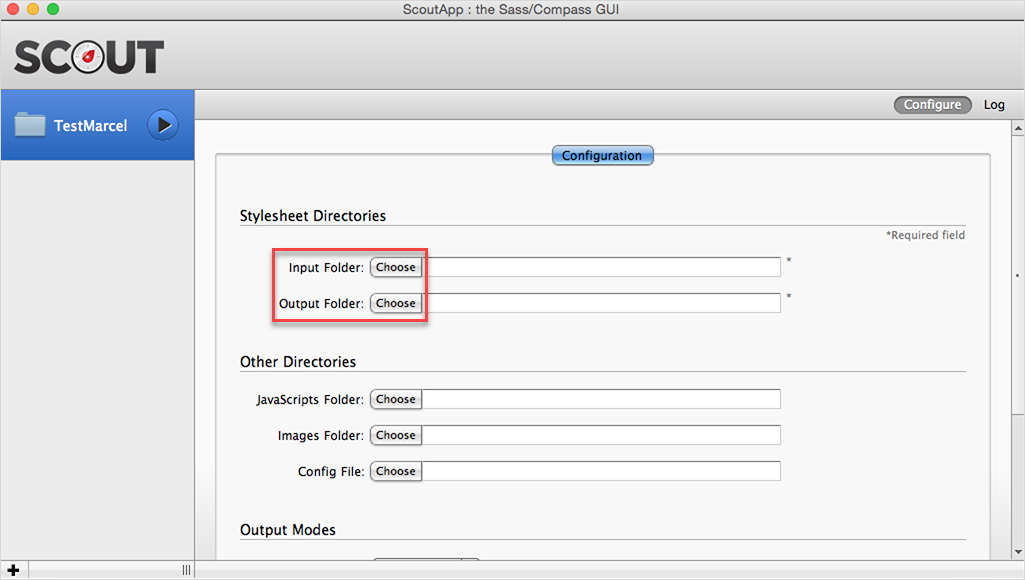 ScoutApp : the Sass/Compass GUI
SCOUT
TestMarcel
Configure Log
Configuration
Stylesheet Directories
*Required field
Input Folder: Choose *
Output Folder: Choose *
Other Directories
JavaScripts Folder: Choose
Images Folder: Choose
Config File: Choose
Output Modes